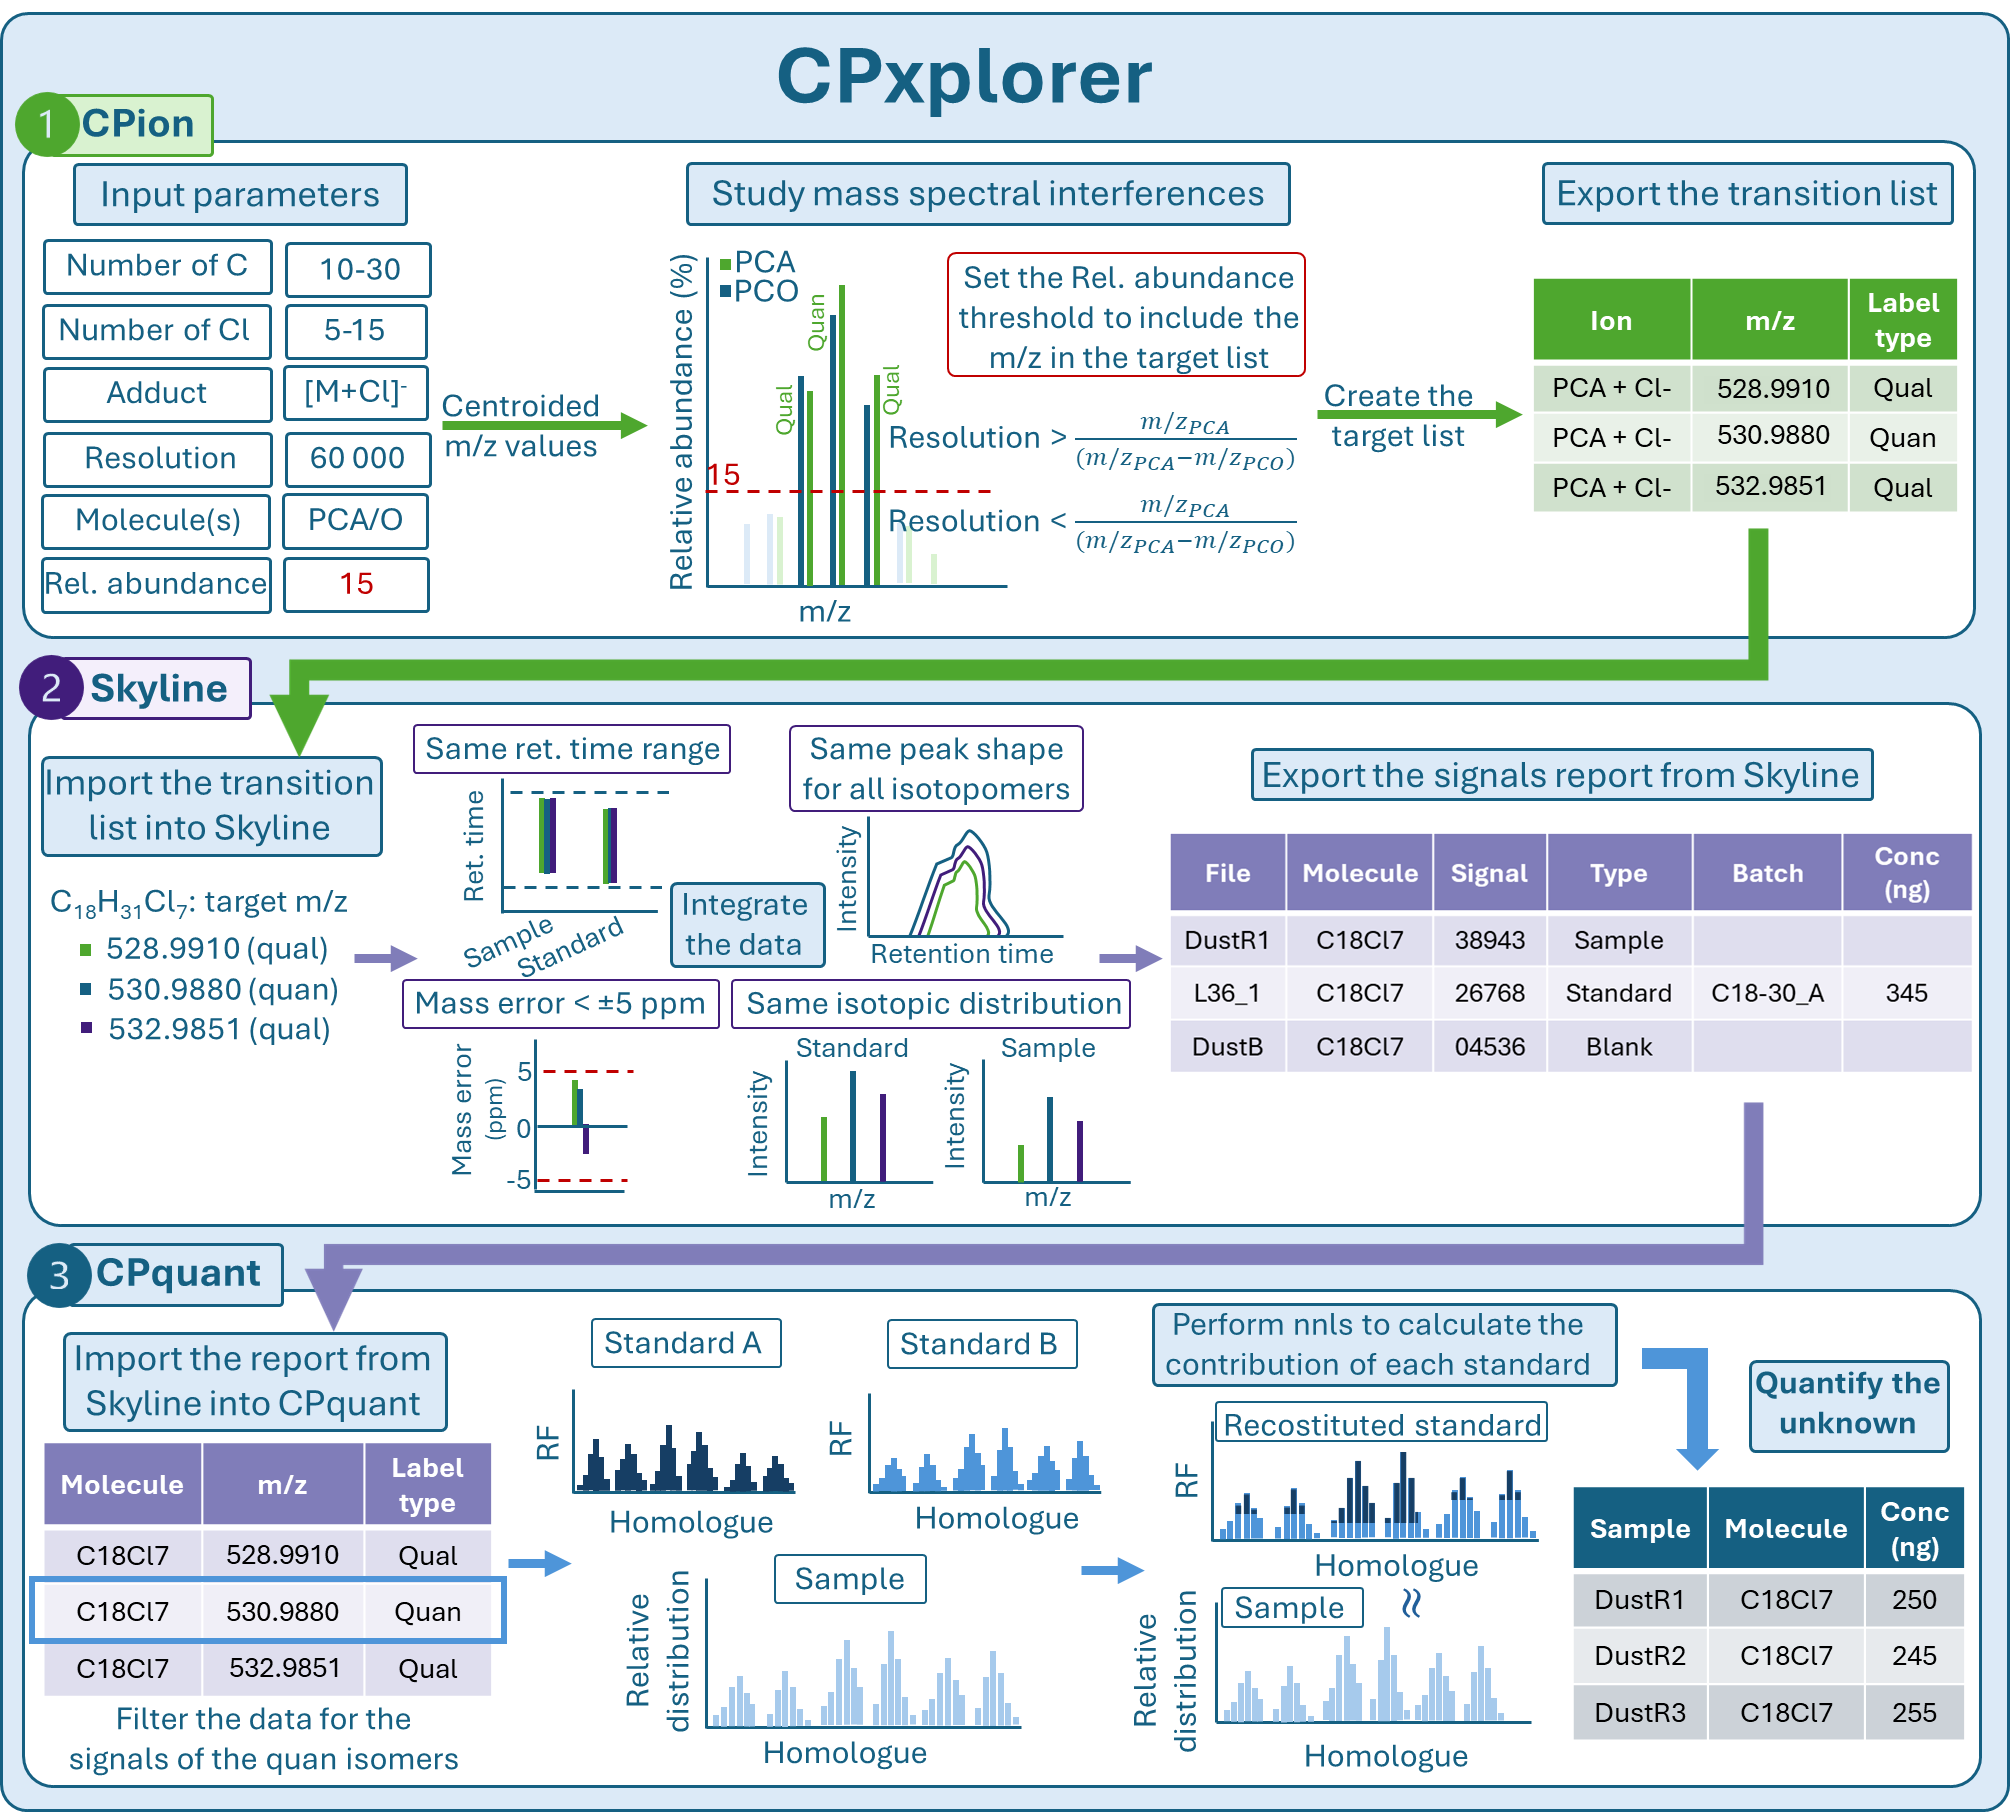 CPxplorer
1 CPion
Input parameters
Number of C 10-30
Number of Cl 5-15
Adduct [M+Cl]⁻
Resolution 60 000
Molecule(s) PCA/O
Rel. abundance 15
Centroided
m/z values
Study mass spectral interferences
Relative abundance (%)
PCA
PCO
Qual
Quan
Qual
15
m/z
Set the Rel. abundance
threshold to include the
m/z in the target list
Resolution > m/z_PCA / (m/z_PCA−m/z_PCO)
Resolution < m/z_PCA / (m/z_PCA−m/z_PCO)
Create the
target list
Export the transition list
Ion m/z Label type
PCA + Cl- 528.9910 Qual
PCA + Cl- 530.9880 Quan
PCA + Cl- 532.9851 Qual
2 Skyline
Import the transition
list into Skyline
C₁₈H₃₁Cl₇: target m/z
528.9910 (qual)
530.9880 (quan)
532.9851 (qual)
Same ret. time range
Ret. time
Sample
Standard
Integrate
the data
Same peak shape
for all isotopomers
Intensity
Retention time
Mass error < ±5 ppm
Mass error
(ppm)
5
0
-5
Same isotopic distribution
Standard
Intensity
m/z
Sample
Intensity
m/z
Export the signals report from Skyline
File Molecule Signal Type Batch Conc (ng)
DustR1 C18Cl7 38943 Sample
L36_1 C18Cl7 26768 Standard C18-30_A 345
DustB C18Cl7 04536 Blank
3 CPquant
Import the report from
Skyline into CPquant
Molecule m/z Label type
C18Cl7 528.9910 Qual
C18Cl7 530.9880 Quan
C18Cl7 532.9851 Qual
Filter the data for the
signals of the quan isomers
Standard A
RF
Homologue
Standard B
RF
Homologue
Sample
Relative
distribution
Homologue
Perform nnls to calculate the
contribution of each standard
Recostituted standard
RF
Homologue
≈
Sample
Relative
distribution
Homologue
Quantify the
unknown
Sample Molecule Conc (ng)
DustR1 C18Cl7 250
DustR2 C18Cl7 245
DustR3 C18Cl7 255